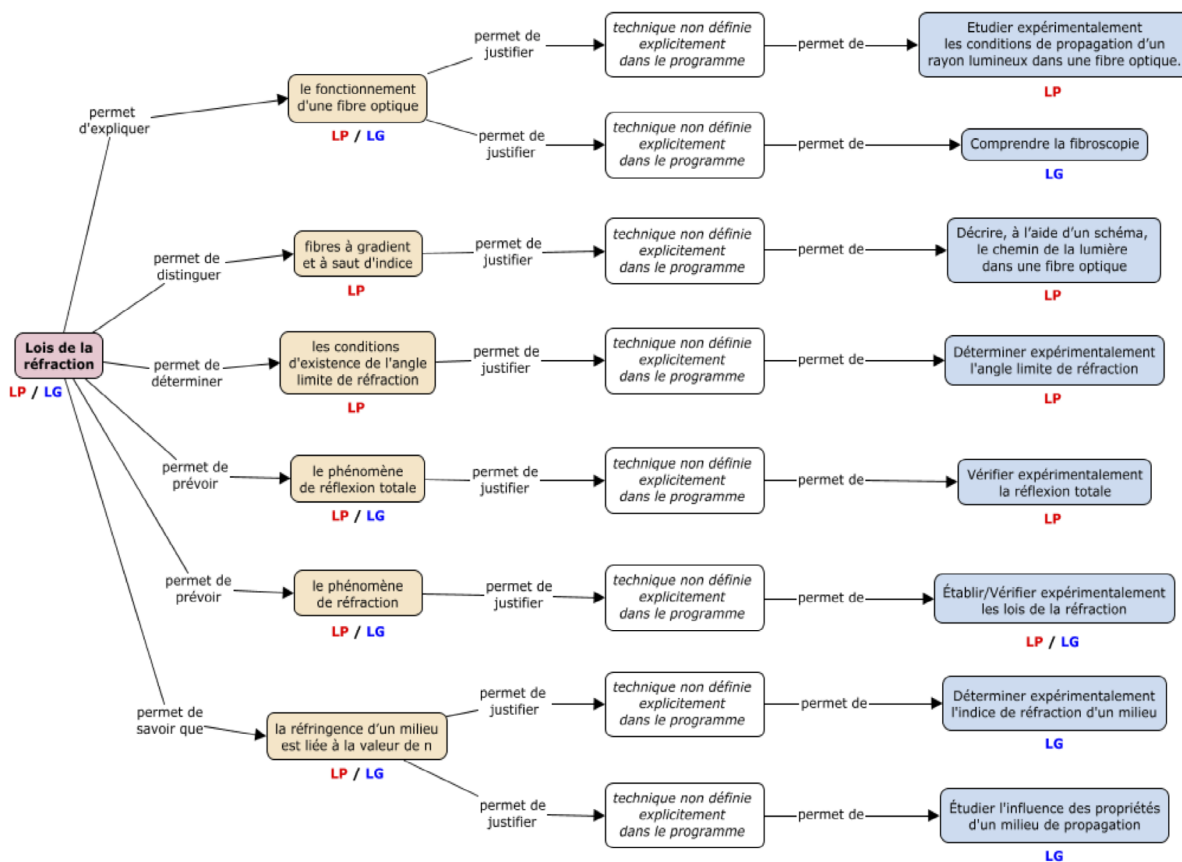 permet de
justifier
technique non définie
explicitement
dans le programme
permet de
Etudier expérimentalement
les conditions de propagation d'un
rayon lumineux dans une fibre optique.
LP
permet
d'expliquer
le fonctionnement
d'une fibre optique
LP / LG
permet de
justifier
technique non définie
explicitement
dans le programme
permet de
Comprendre la fibroscopie
LG
permet de
distinguer
fibres à gradient
et à saut d'indice
LP
permet de
justifier
technique non définie
explicitement
dans le programme
permet de
Décrire, à l'aide d'un schéma,
le chemin de la lumière
dans une fibre optique
LP
Lois de la
réfraction
LP / LG
permet de
déterminer
les conditions
d'existence de l'angle
limite de réfraction
LP
permet de
justifier
technique non définie
explicitement
dans le programme
permet de
Déterminer expérimentalement
l'angle limite de réfraction
LP
permet de
prévoir
le phénomène
de réflexion totale
LP / LG
permet de
justifier
technique non définie
explicitement
dans le programme
permet de
Vérifier expérimentalement
la réflexion totale
LP
permet de
prévoir
le phénomène
de réfraction
LP / LG
permet de
justifier
technique non définie
explicitement
dans le programme
permet de
Établir/Vérifier expérimentalement
les lois de la réfraction
LP / LG
permet de
savoir que
la réfringence d'un milieu
est liée à la valeur de n
LP / LG
permet de
justifier
technique non définie
explicitement
dans le programme
permet de
Déterminer expérimentalement
l'indice de réfraction d'un milieu
LG
permet de
justifier
technique non définie
explicitement
dans le programme
permet de
Étudier l'influence des propriétés
d'un milieu de propagation
LG